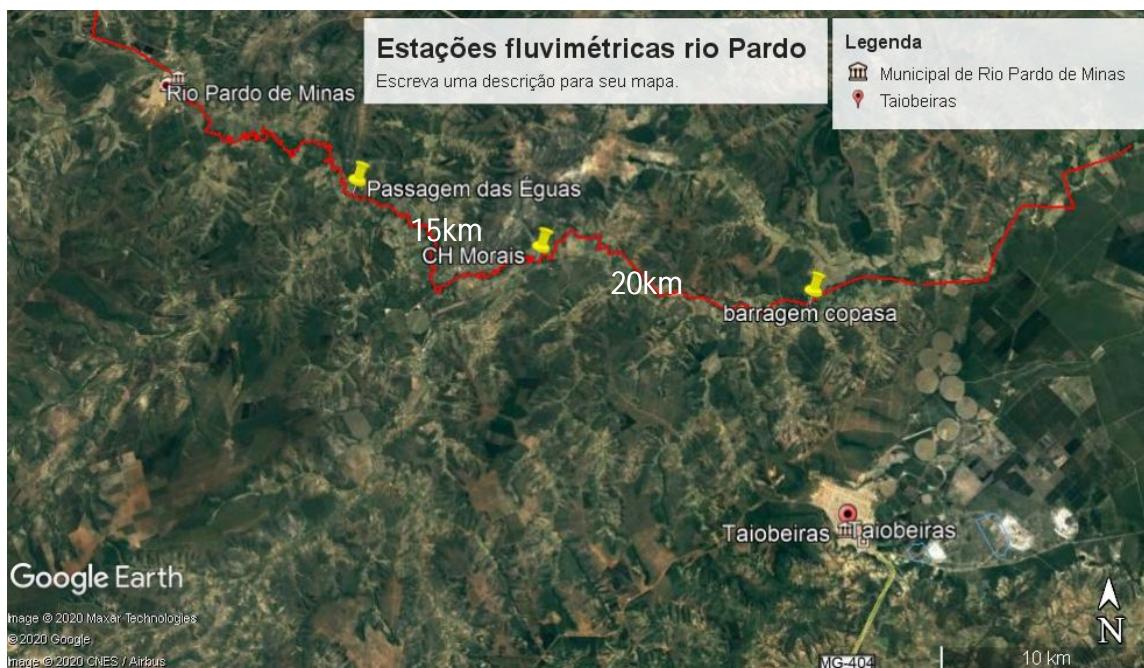 Estações fluvimétricas rio Pardo
Escreva uma descrição para seu mapa.
Legenda
Municipal de Rio Pardo de Minas
Taiobeiras
Rio Pardo de Minas
Passagem das Éguas
15km
CH Morais
20km
barragem copasa
Taiobeiras
Taiobeiras
Google Earth
Image © 2020 Maxar Technologies
© 2020 Google
Image © 2020 CNES / Airbus
MG-404
N
10 km